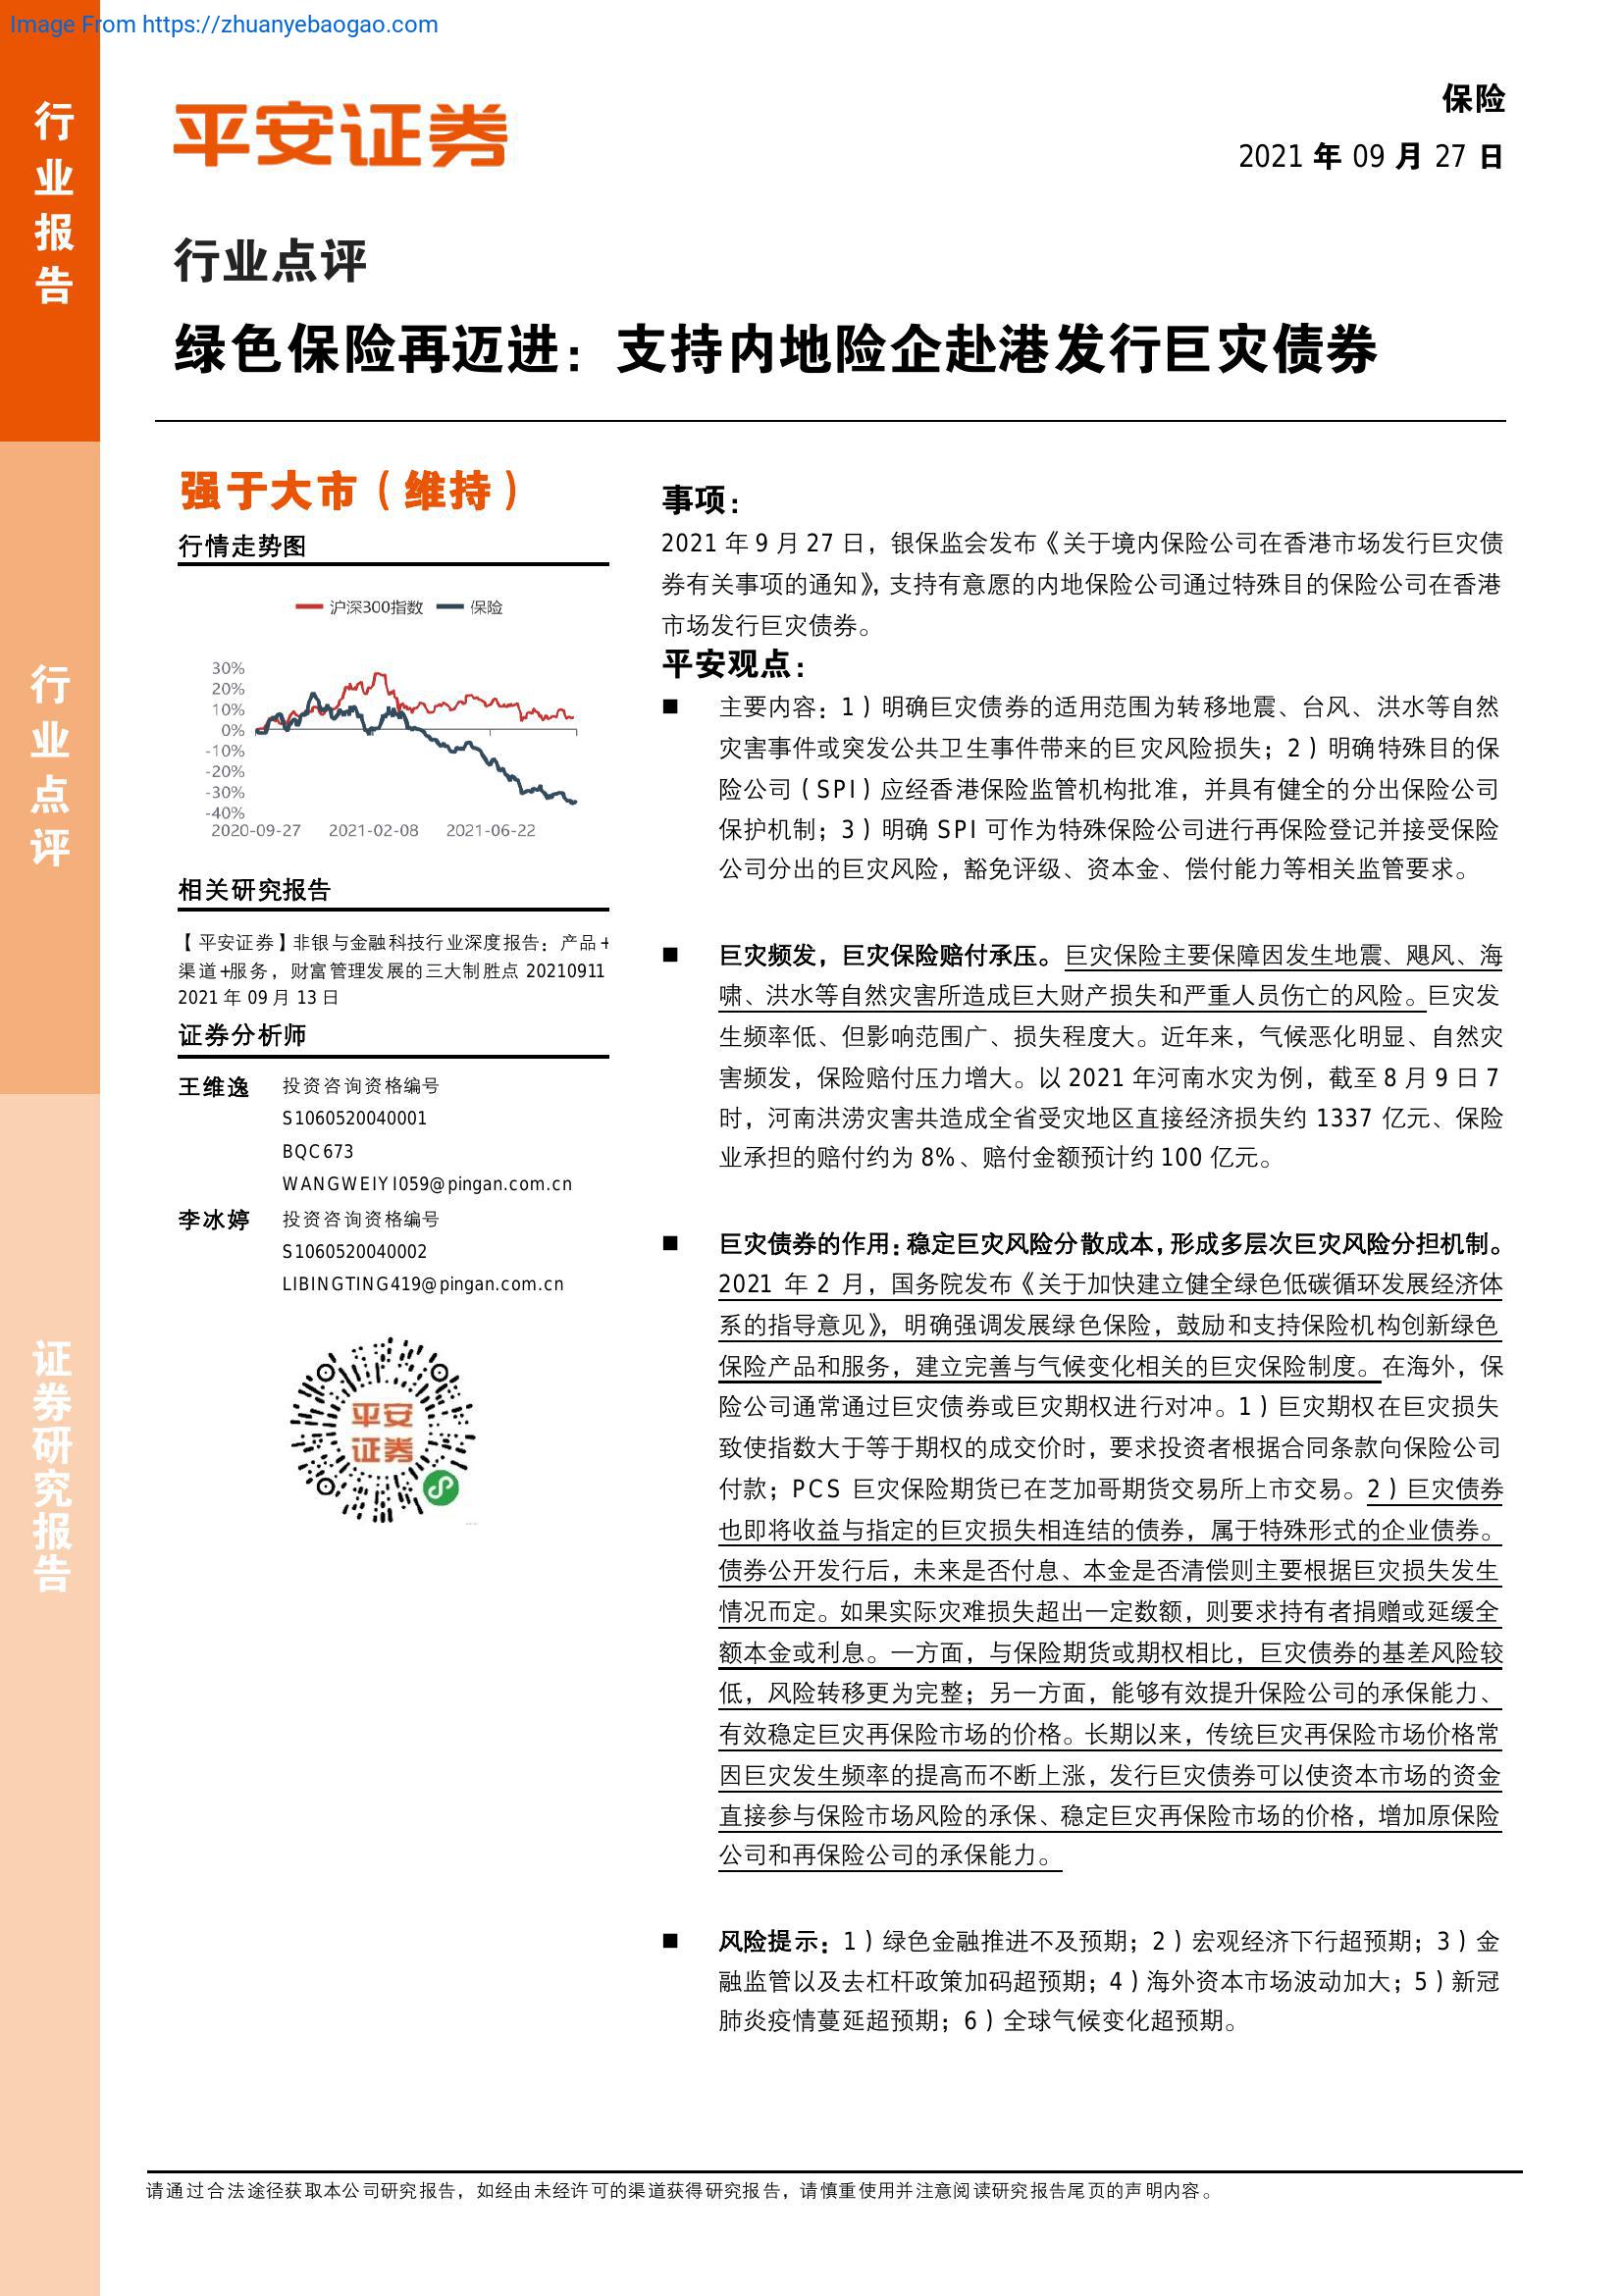 Image From https://zhuanyebaogao.com
行业报告
行业点评
证券研究报告
平安证券
保险
2021 年 09 月 27 日
行业点评
绿色保险再迈进：支持内地险企赴港发行巨灾债券
强于大市（维持）
行情走势图
沪深300指数 保险
30%
20%
10%
0%
-10%
-20%
-30%
-40%
2020-09-27 2021-02-08 2021-06-22
相关研究报告
【平安证券】非银与金融科技行业深度报告：产品+
渠道+服务，财富管理发展的三大制胜点 20210911
2021 年 09 月 13 日
证券分析师
王维逸 投资咨询资格编号
S1060520040001
BQC673
WANGWEIYI059@pingan.com.cn
李冰婷 投资咨询资格编号
S1060520040002
LIBINGTING419@pingan.com.cn
平安
证券
事项：
2021 年 9 月 27 日，银保监会发布《关于境内保险公司在香港市场发行巨灾债
券有关事项的通知》，支持有意愿的内地保险公司通过特殊目的保险公司在香港
市场发行巨灾债券。
平安观点：
■ 主要内容：1）明确巨灾债券的适用范围为转移地震、台风、洪水等自然
灾害事件或突发公共卫生事件带来的巨灾风险损失；2）明确特殊目的保
险公司（SPI）应经香港保险监管机构批准，并具有健全的分出保险公司
保护机制；3）明确 SPI 可作为特殊保险公司进行再保险登记并接受保险
公司分出的巨灾风险，豁免评级、资本金、偿付能力等相关监管要求。
■ 巨灾频发，巨灾保险赔付承压。巨灾保险主要保障因发生地震、飓风、海
啸、洪水等自然灾害所造成巨大财产损失和严重人员伤亡的风险。巨灾发
生频率低、但影响范围广、损失程度大。近年来，气候恶化明显、自然灾
害频发，保险赔付压力增大。以 2021 年河南水灾为例，截至 8 月 9 日 7
时，河南洪涝灾害共造成全省受灾地区直接经济损失约 1337 亿元、保险
业承担的赔付约为 8%、赔付金额预计约 100 亿元。
■ 巨灾债券的作用：稳定巨灾风险分散成本，形成多层次巨灾风险分担机制。
2021 年 2 月，国务院发布《关于加快建立健全绿色低碳循环发展经济体
系的指导意见》，明确强调发展绿色保险，鼓励和支持保险机构创新绿色
保险产品和服务，建立完善与气候变化相关的巨灾保险制度。在海外，保
险公司通常通过巨灾债券或巨灾期权进行对冲。1）巨灾期权在巨灾损失
致使指数大于等于期权的成交价时，要求投资者根据合同条款向保险公司
付款；PCS 巨灾保险期货已在芝加哥期货交易所上市交易。2）巨灾债券
也即将收益与指定的巨灾损失相连结的债券，属于特殊形式的企业债券。
债券公开发行后，未来是否付息、本金是否清偿则主要根据巨灾损失发生
情况而定。如果实际灾难损失超出一定数额，则要求持有者捐赠或延缓全
额本金或利息。一方面，与保险期货或期权相比，巨灾债券的基差风险较
低，风险转移更为完整；另一方面，能够有效提升保险公司的承保能力、
有效稳定巨灾再保险市场的价格。长期以来，传统巨灾再保险市场价格常
因巨灾发生频率的提高而不断上涨，发行巨灾债券可以使资本市场的资金
直接参与保险市场风险的承保、稳定巨灾再保险市场的价格，增加原保险
公司和再保险公司的承保能力。
■ 风险提示：1）绿色金融推进不及预期；2）宏观经济下行超预期；3）金
融监管以及去杠杆政策加码超预期；4）海外资本市场波动加大；5）新冠
肺炎疫情蔓延超预期；6）全球气候变化超预期。
请通过合法途径获取本公司研究报告，如经由未经许可的渠道获得研究报告，请慎重使用并注意阅读研究报告尾页的声明内容。